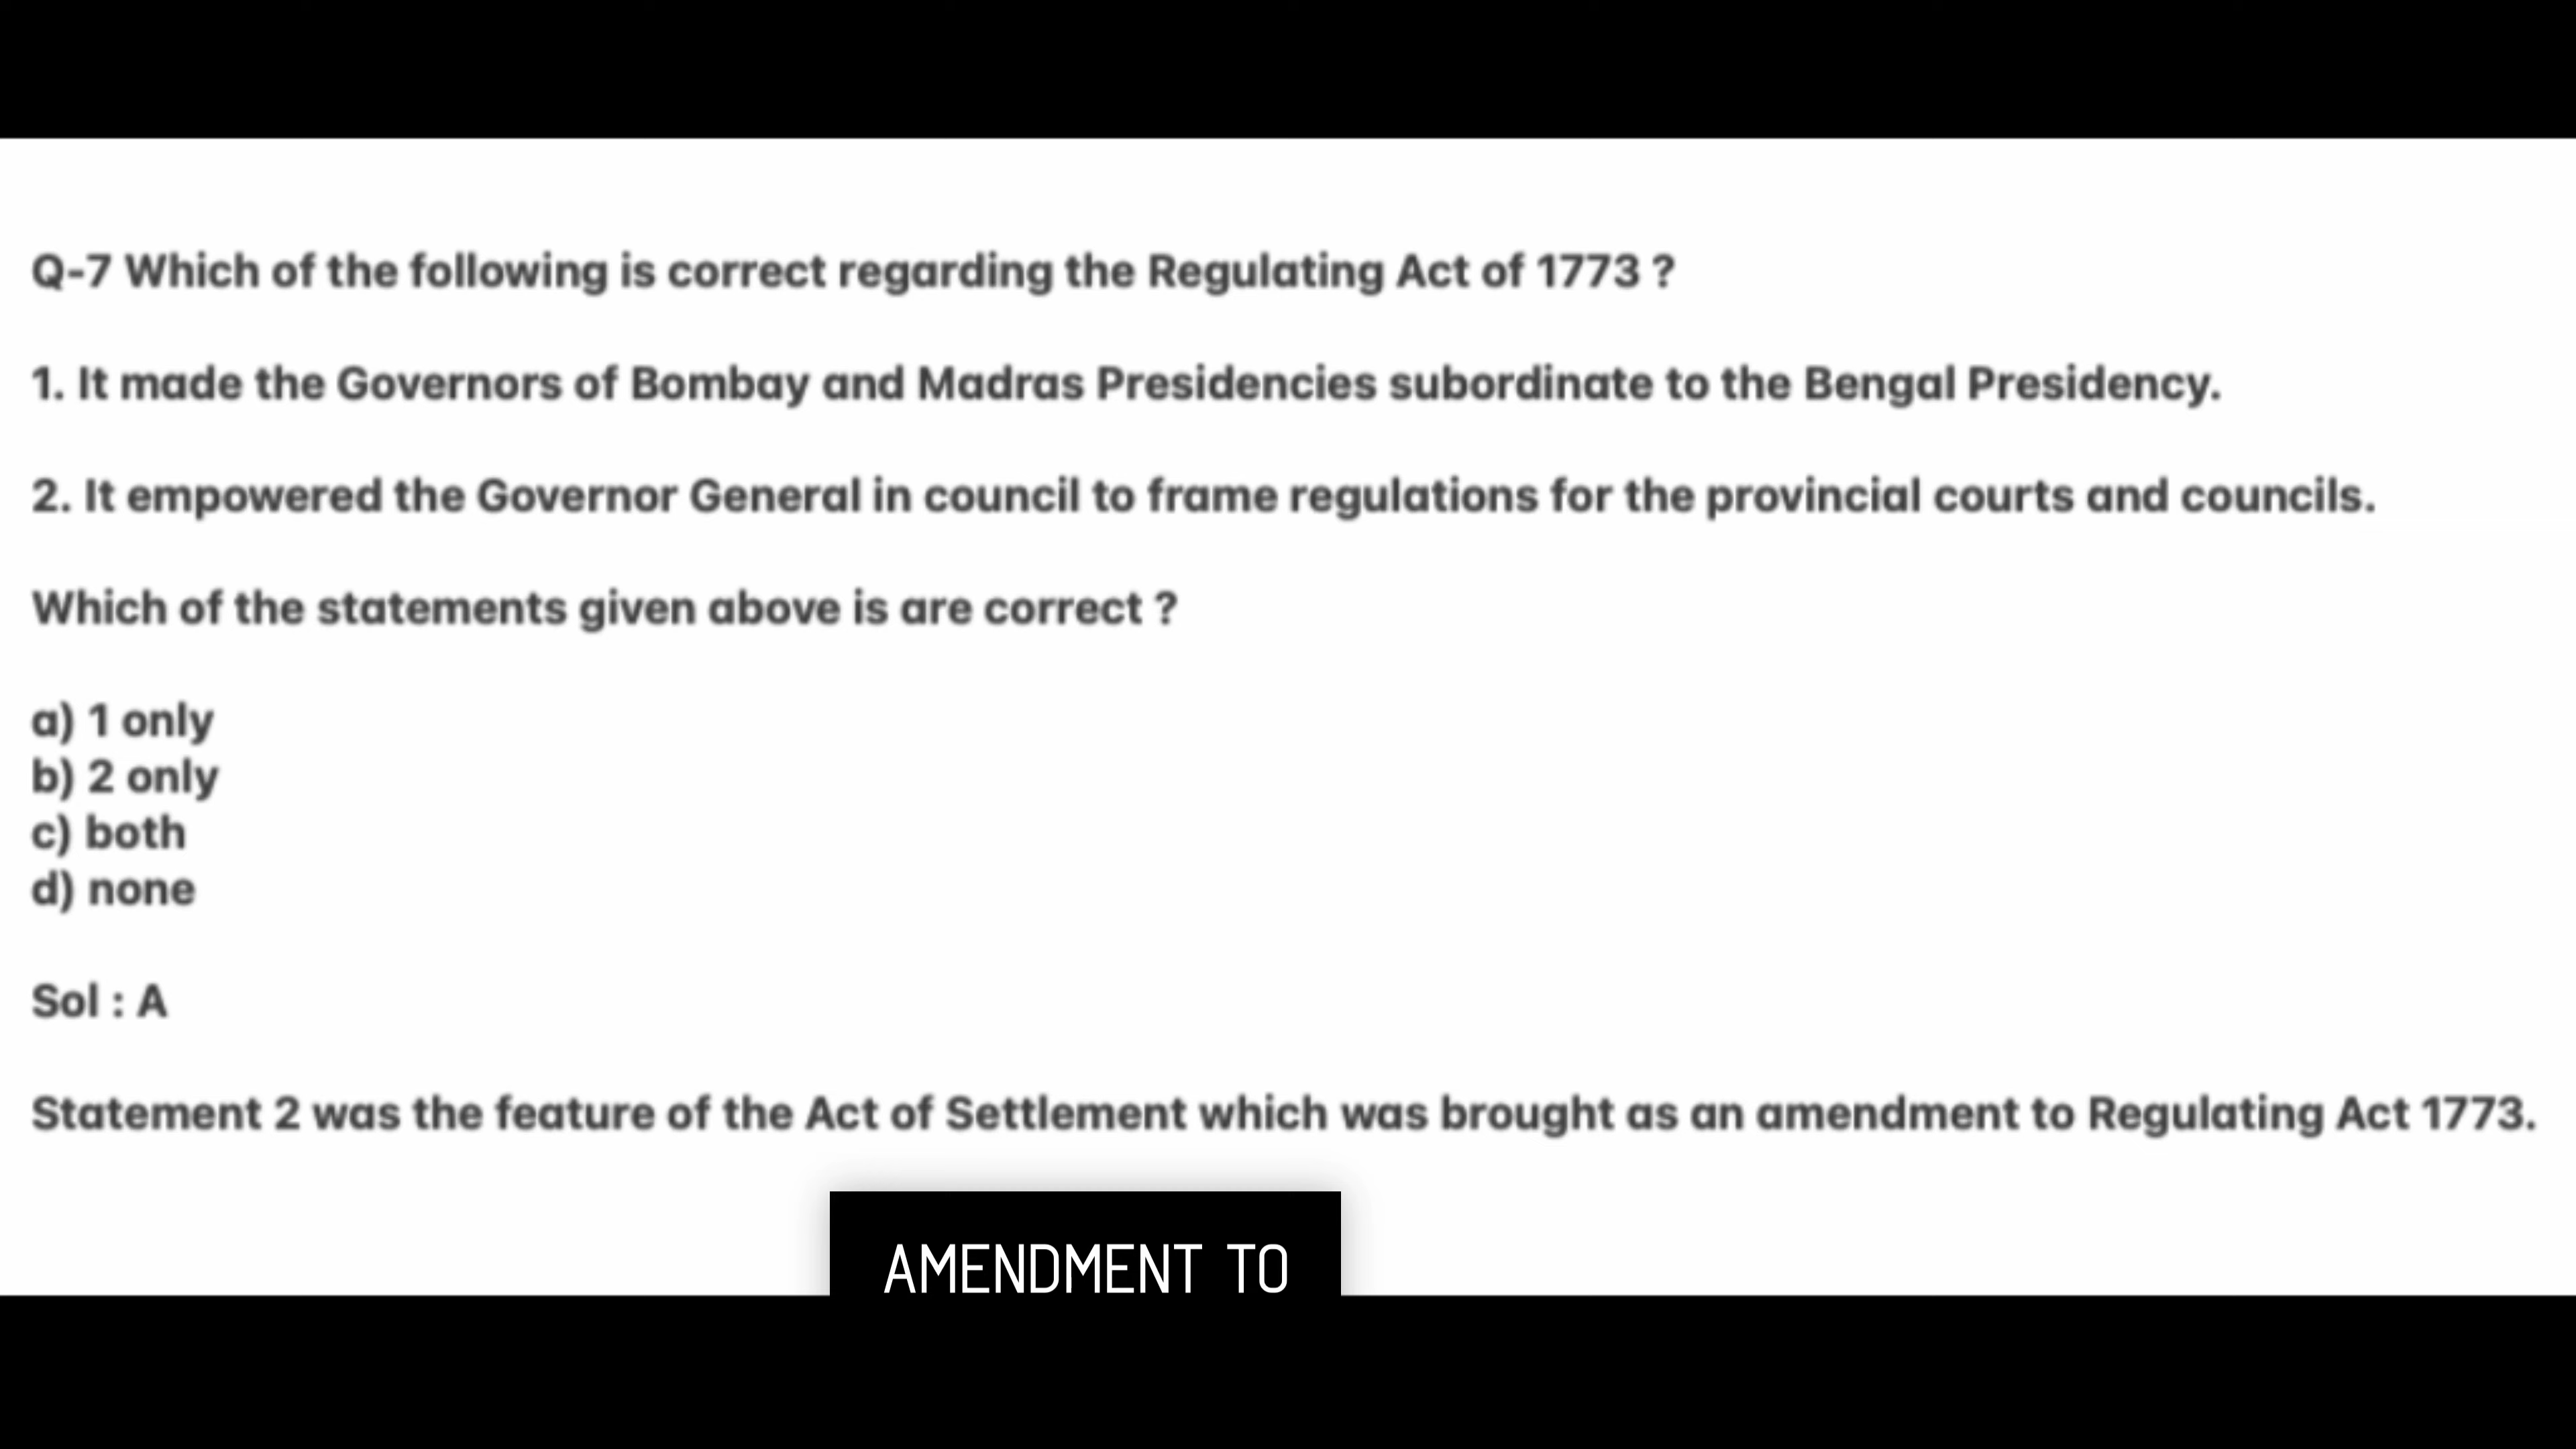 Q-7 Which of the following is correct regarding the Regulating Act of 1773 ?
1. It made the Governors of Bombay and Madras Presidencies subordinate to the Bengal Presidency.
2. It empowered the Governor General in council to frame regulations for the provincial courts and councils.
Which of the statements given above is are correct ?
a) 1 only
b) 2 only
c) both
d) none
Sol : A
Statement 2 was the feature of the Act of Settlement which was brought as an amendment to Regulating Act 1773.
AMENDMENT TO